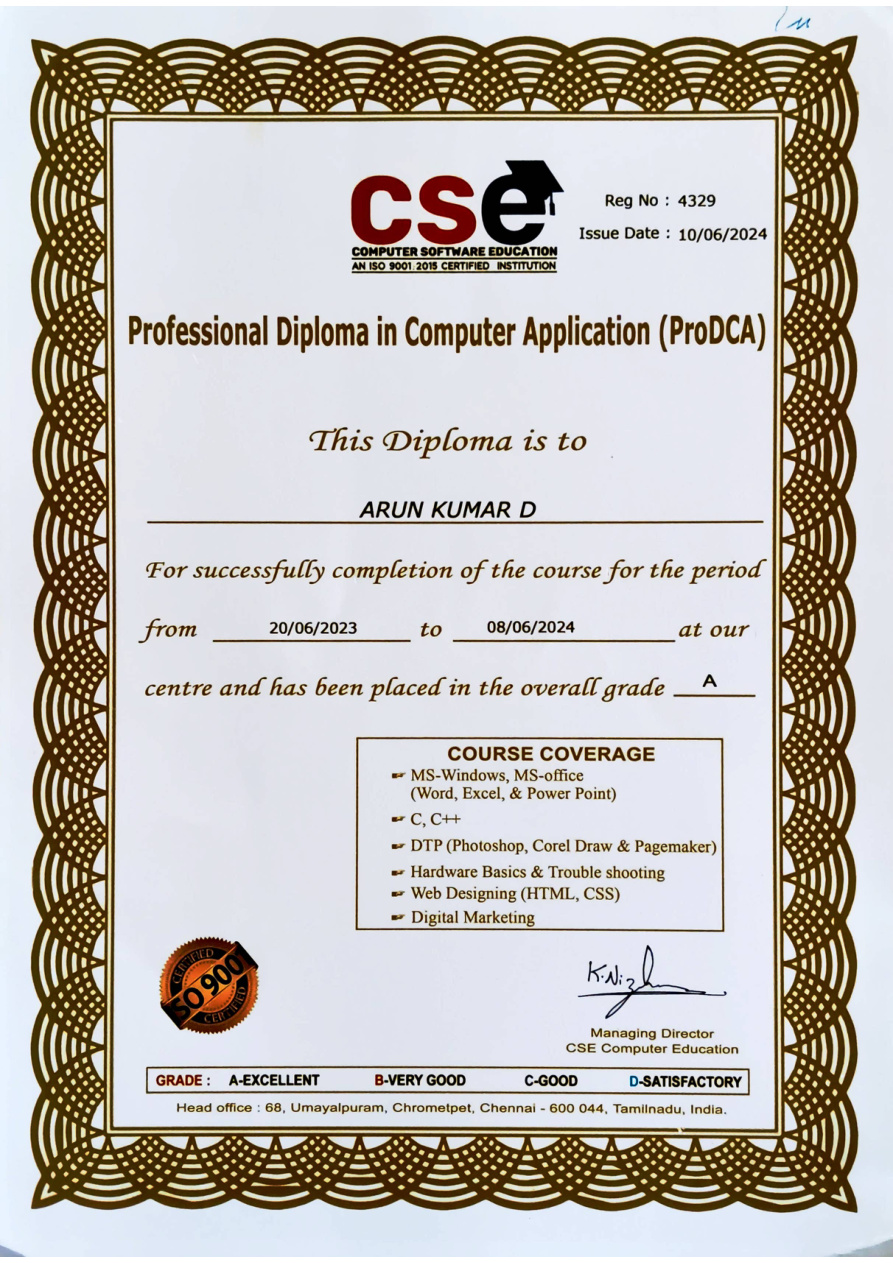 cse
COMPUTER SOFTWARE EDUCATION
AN ISO 9001:2015 CERTIFIED INSTITUTION
Reg No : 4329
Issue Date : 10/06/2024
Professional Diploma in Computer Application (ProDCA)
This Diploma is to
ARUN KUMAR D
For successfully completion of the course for the period
from 20/06/2023 to 08/06/2024 at our
centre and has been placed in the overall grade A
COURSE COVERAGE
MS-Windows, MS-office
(Word, Excel, & Power Point)
C, C++
DTP (Photoshop, Corel Draw & Pagemaker)
Hardware Basics & Trouble shooting
Web Designing (HTML, CSS)
Digital Marketing
CERTIFIED
ISO 9001
CERTIFIED
Managing Director
CSE Computer Education
GRADE : A-EXCELLENT B-VERY GOOD C-GOOD D-SATISFACTORY
Head office : 68, Umayalpuram, Chrometpet, Chennai - 600 044, Tamilnadu, India.